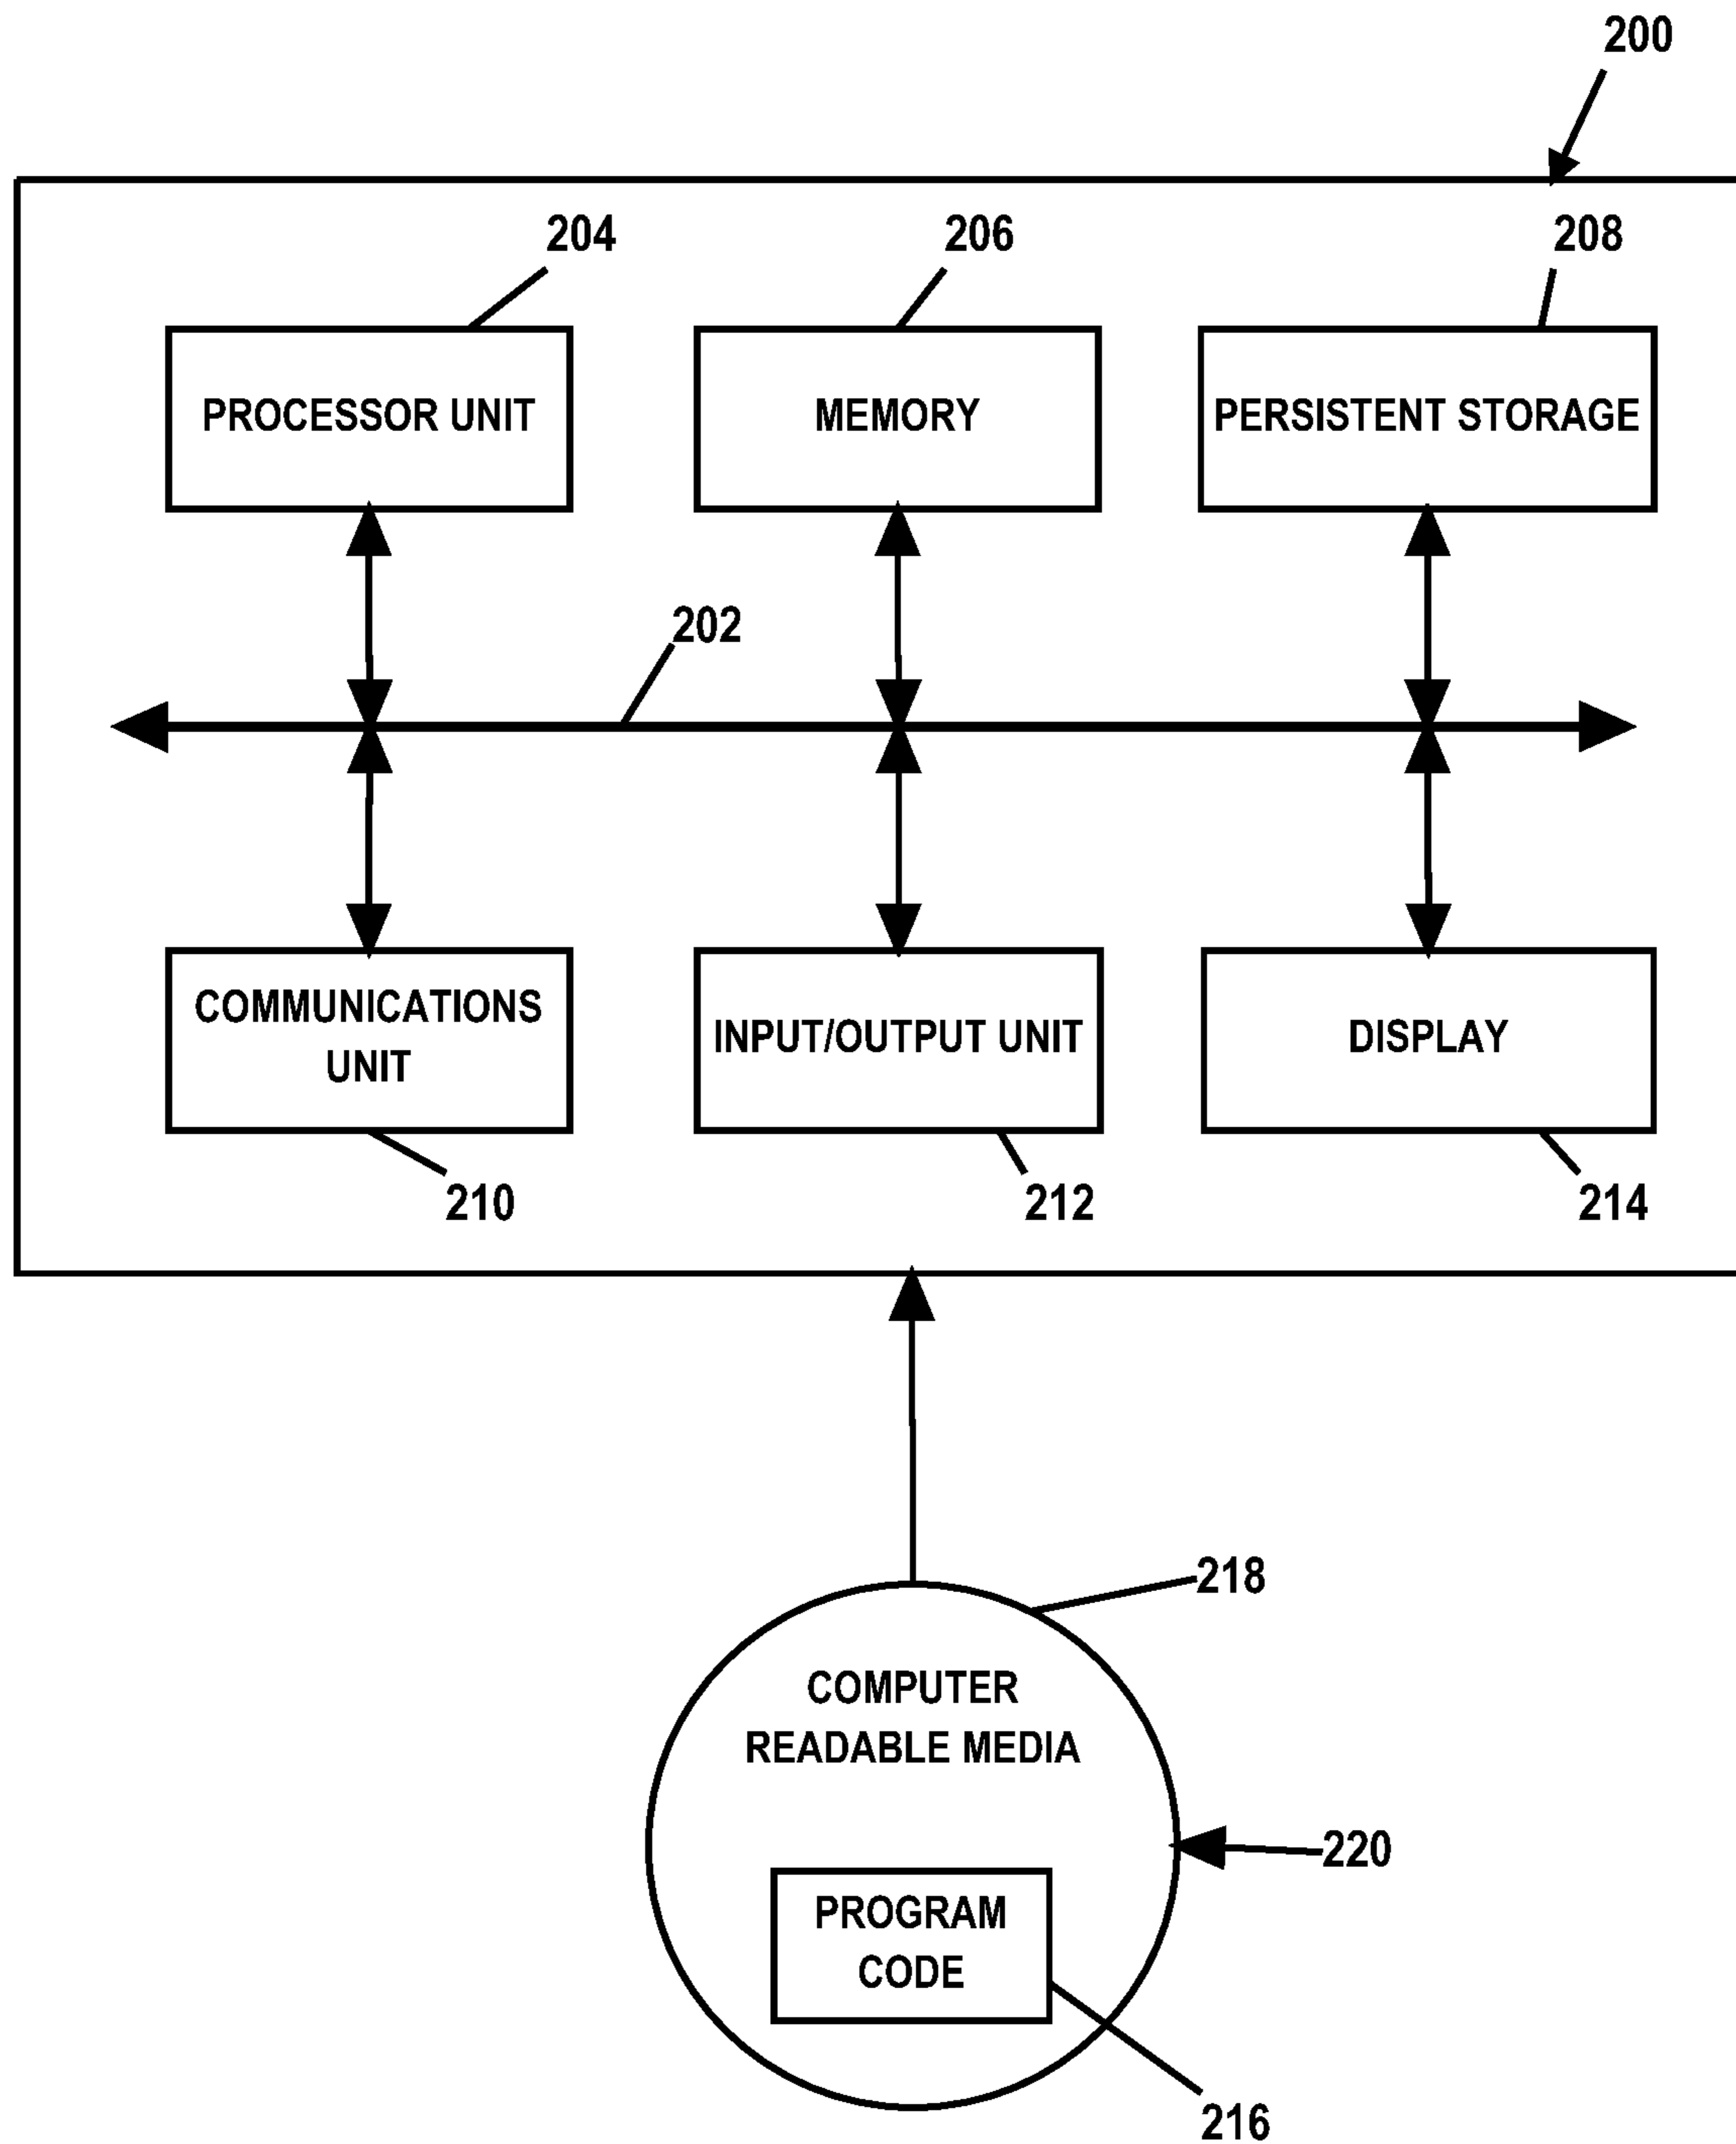 200
204
206
208
PROCESSOR UNIT
MEMORY
PERSISTENT STORAGE
202
COMMUNICATIONS
UNIT
INPUT/OUTPUT UNIT
DISPLAY
210
212
214
218
COMPUTER
READABLE MEDIA
220
PROGRAM
CODE
216